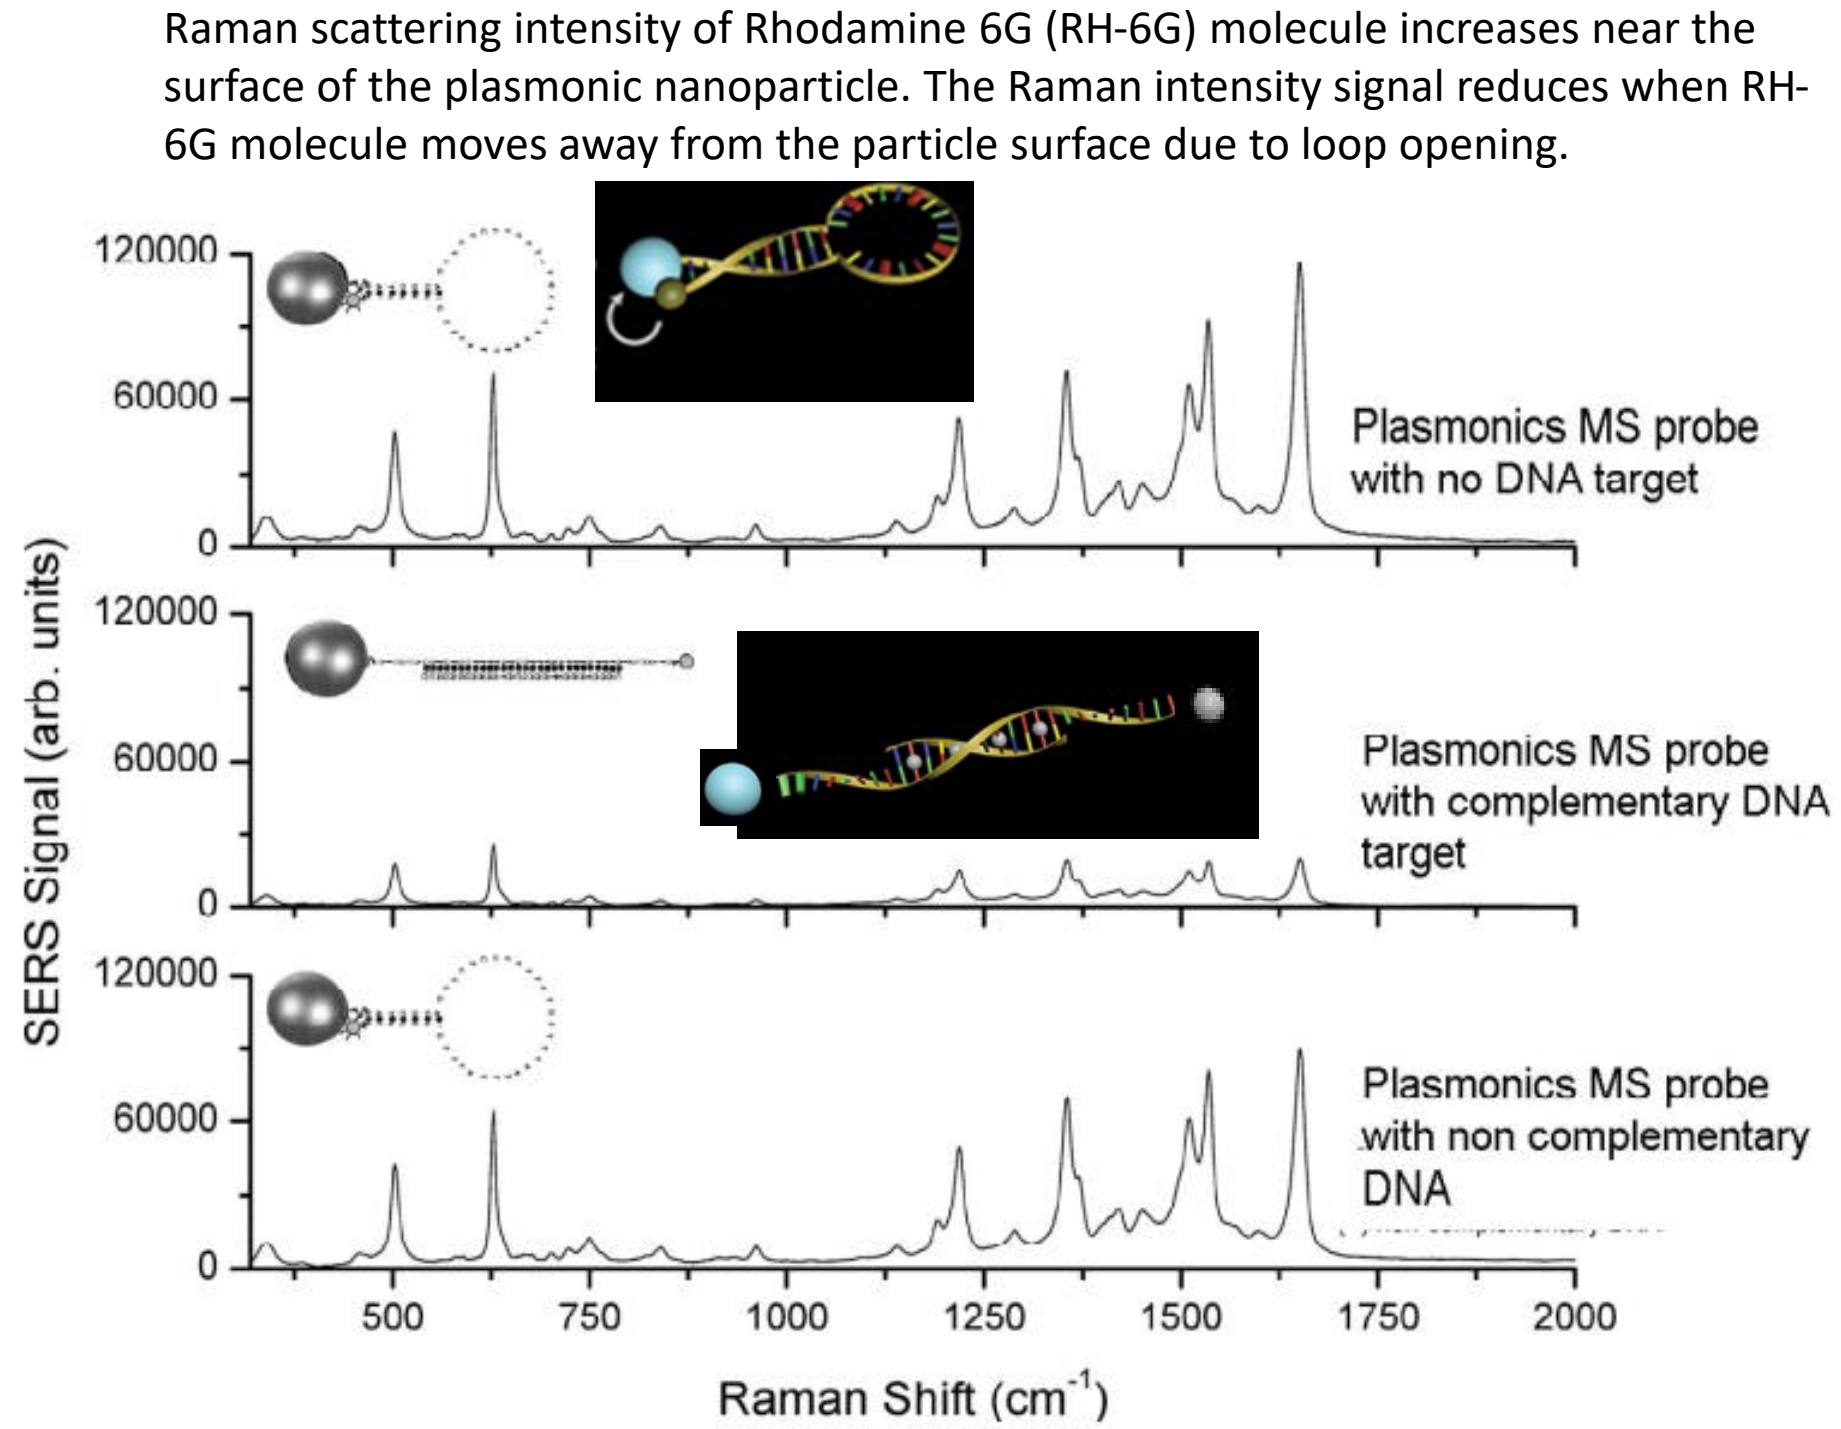 Raman scattering intensity of Rhodamine 6G (RH-6G) molecule increases near the
surface of the plasmonic nanoparticle. The Raman intensity signal reduces when RH-
6G molecule moves away from the particle surface due to loop opening.
120000
60000
0
Plasmonics MS probe
with no DNA target
SERS Signal (arb. units)
120000
60000
0
Plasmonics MS probe
with complementary DNA
target
120000
60000
0
Plasmonics MS probe
with non complementary
DNA
500 750 1000 1250 1500 1750 2000
Raman Shift (cm-1)